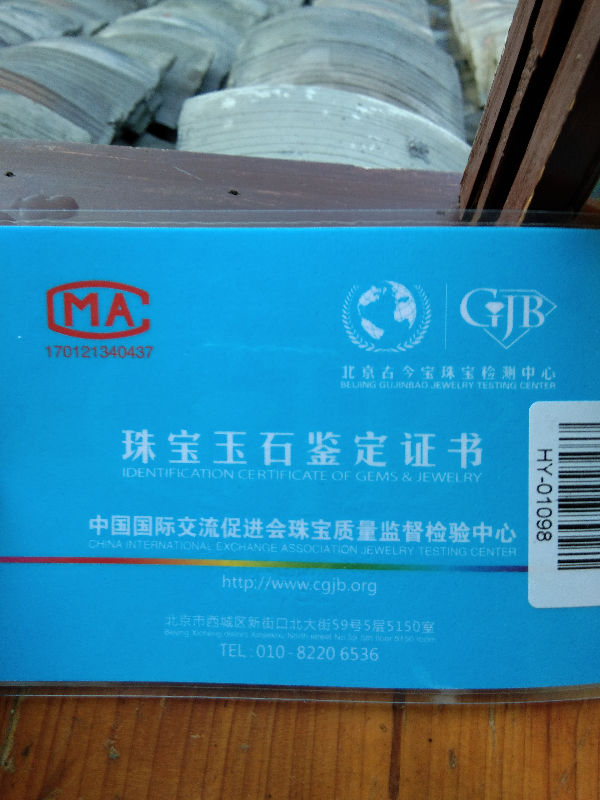 CMA
170121340437
GJB
北京古今宝珠宝检测中心
BEIJING GUJINBAO JEWELRY TESTING CENTER
珠宝玉石鉴定证书
IDENTIFICATION CERTIFICATE OF GEMS & JEWELRY
HY-01098
中国国际交流促进会珠宝质量监督检验中心
CHINA INTERNATIONAL EXCHANGE ASSOCIATION JEWELRY TESTING CENTER
http://www.cgjb.org
北京市西城区新街口北大街59号5层5150室
TEL:010-8220 6536